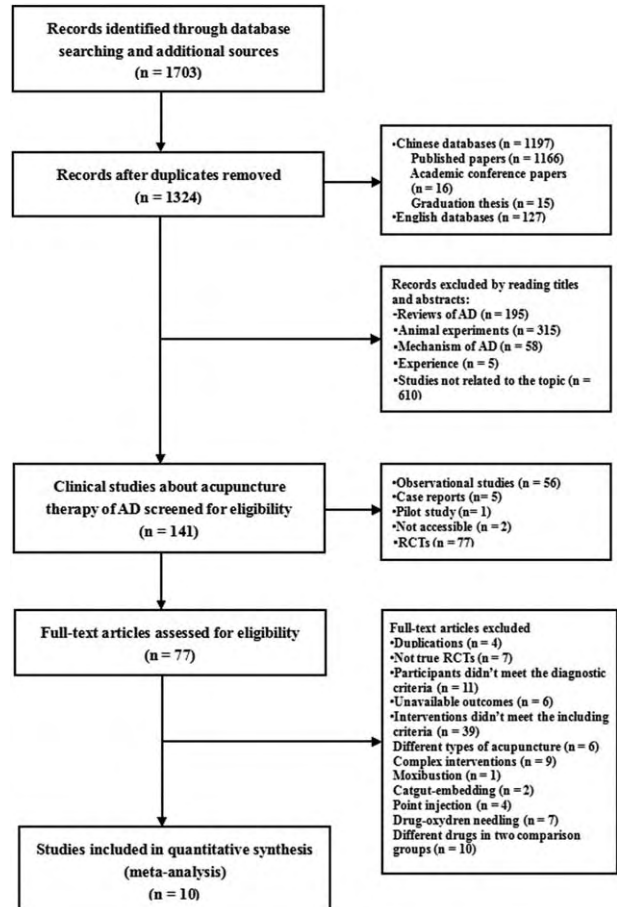 Records identified through database
searching and additional sources
(n = 1703)
Records after duplicates removed
(n = 1324)
•Chinese databases (n = 1197)
Published papers (n = 1166)
Academic conference papers
(n = 16)
Graduation thesis (n = 15)
•English databases (n = 127)
Records excluded by reading titles
and abstracts:
-Reviews of AD (n = 195)
•Animal experiments (n = 315)
•Mechanism of AD (n = 58)
•Experience (n = 5)
•Studies not related to the topic (n =
610)
Clinical studies about acupuncture
therapy of AD screened for eligibility
(n = 141)
•Observational studies (n = 56)
•Case reports (n= 5)
•Pilot study (n= 1)
•Not accessible (n = 2)
•RCTs (n = 77)
Full-text articles assessed for eligibility
(n = 77)
Full-text articles excluded
•Duplications (n = 4)
•Not true RCTs (n = 7)
•Participants didn't meet the diagnostic
criteria (n = 11)
•Unavailable outcomes (n = 6)
•Interventions didn't meet the including
criteria (n = 39)
Different types of acupuncture (n = 6)
Complex interventions (n = 9)
Moxibustion (n = 1)
Catgut-embedding (n = 2)
Point injection (n = 4)
Drug-oxydren needling (n = 7)
Different drugs in two comparison
groups (n = 10)
Studies included in quantitative synthesis
(meta-analysis)
(n = 10)